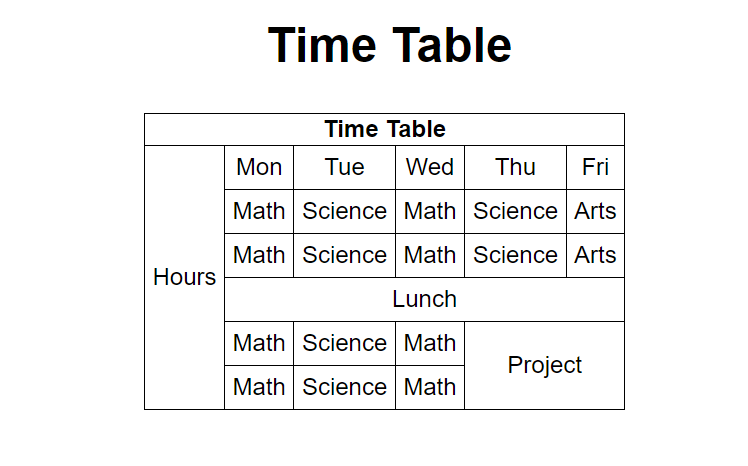 Time Table
Time Table
Mon Tue Wed Thu Fri
Math Science Math Science Arts
Math Science Math Science Arts
Hours
Lunch
Math Science Math
Project
Math Science Math